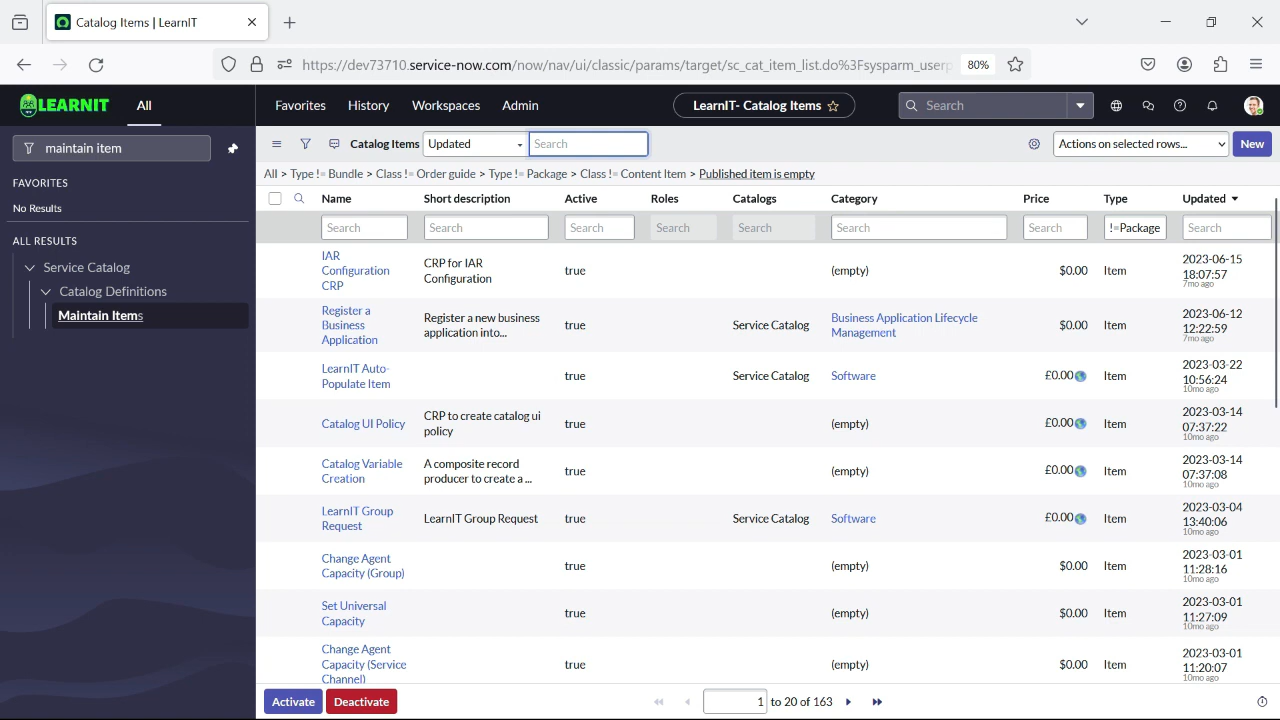 Catalog Items | LearnIT
https://dev73710.service-now.com/now/nav/ui/classic/params/target/sc_cat_item_list.do%3Fsysparm_userp
80%
LEARNIT
All
Favorites
History
Workspaces
Admin
LearnIT- Catalog Items
Search
maintain item
FAVORITES
No Results
ALL RESULTS
Service Catalog
Catalog Definitions
Maintain Items
Catalog Items
Updated
Search
Actions on selected rows...
New
All > Type != Bundle > Class != Order guide > Type != Package > Class != Content Item > Published item is empty
Name Short description Active Roles Catalogs Category Price Type Updated
Search Search Search Search Search Search Search !=Package Search
IAR Configuration CRP CRP for IAR Configuration true (empty) $0.00 Item 2023-06-15 18:07:57 7mo ago
Register a Business Application Register a new business application into... true Service Catalog Business Application Lifecycle Management $0.00 Item 2023-06-12 12:22:59 7mo ago
LearnIT Auto-Populate Item true Service Catalog Software £0.00 Item 2023-03-22 10:56:24 10mo ago
Catalog UI Policy CRP to create catalog ui policy true (empty) £0.00 Item 2023-03-14 07:37:22 10mo ago
Catalog Variable Creation A composite record producer to create a ... true (empty) £0.00 Item 2023-03-14 07:37:08 10mo ago
LearnIT Group Request LearnIT Group Request true Service Catalog Software £0.00 Item 2023-03-04 13:40:06 10mo ago
Change Agent Capacity (Group) true (empty) $0.00 Item 2023-03-01 11:28:16 10mo ago
Set Universal Capacity true (empty) $0.00 Item 2023-03-01 11:27:09 10mo ago
Change Agent Capacity (Service Channel) true (empty) $0.00 Item 2023-03-01 11:20:07 10mo ago
Activate
Deactivate
1 to 20 of 163